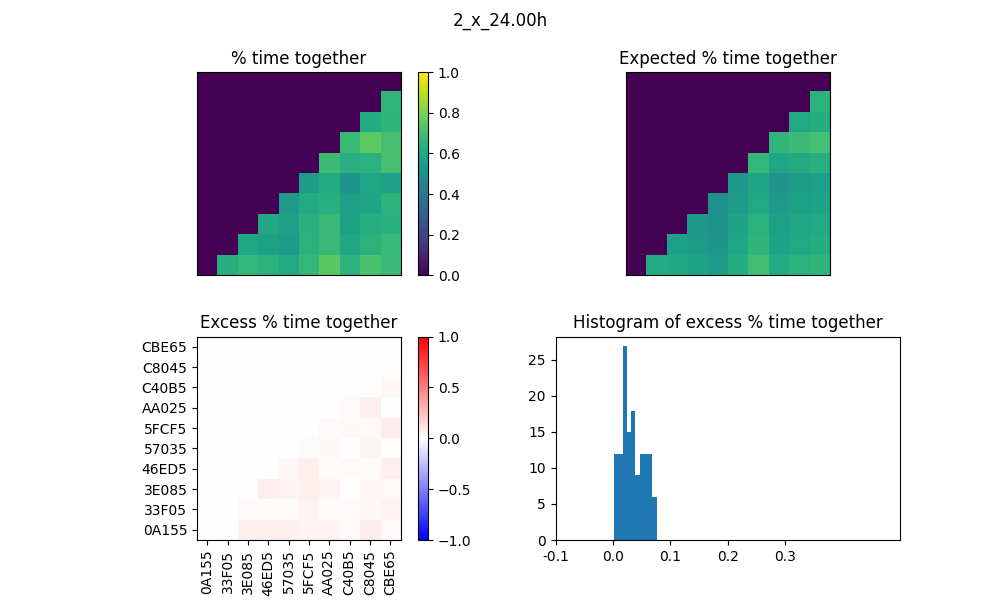 2_x_24.00h
% time together
Expected % time together
1.0
0.8
0.6
0.4
0.2
0.0
Excess % time together
Histogram of excess % time together
CBE65
C8045
C40B5
AA025
5FCF5
57035
46ED5
3E085
33F05
0A155
0A155
33F05
3E085
46ED5
57035
5FCF5
AA025
C40B5
C8045
CBE65
1.0
0.5
0.0
−0.5
−1.0
25
20
15
10
5
0
-0.1
0.0
0.1
0.2
0.3